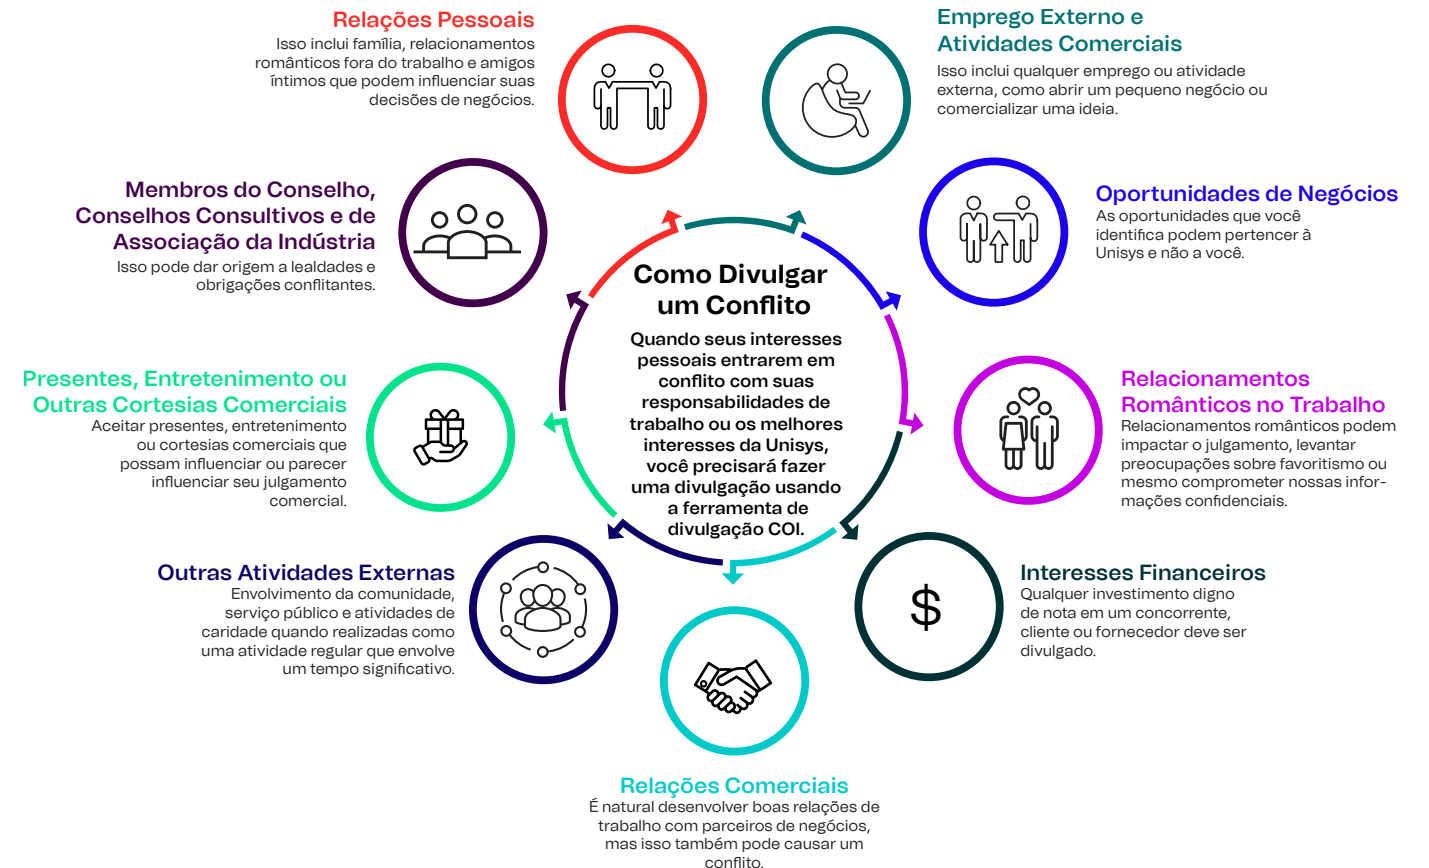 Relações Pessoais
Isso inclui família, relacionamentos
românticos fora do trabalho e amigos
íntimos que podem influenciar suas
decisões de negócios.
Emprego Externo e
Atividades Comerciais
Isso inclui qualquer emprego ou atividade
externa, como abrir um pequeno negócio ou
comercializar uma ideia.
Membros do Conselho,
Conselhos Consultivos e de
Associação da Indústria
Isso pode dar origem a lealdades e
obrigações conflitantes.
Oportunidades de Negócios
As oportunidades que você
identifica podem pertencer à
Unisys e não a você.
Como Divulgar
um Conflito
Quando seus interesses
pessoais entrarem em
conflito com suas
responsabilidades de
trabalho ou os melhores
interesses da Unisys,
você precisará fazer
uma divulgação usando
a ferramenta de
divulgação COI.
Presentes, Entretenimento ou
Outras Cortesias Comerciais
Aceitar presentes, entretenimento
ou cortesias comerciais que
possam influenciar ou parecer
influenciar seu julgamento
comercial.
Relacionamentos
Românticos no Trabalho
Relacionamentos românticos podem
impactar o julgamento, levantar
preocupações sobre favoritismo ou
mesmo comprometer nossas infor-
mações confidenciais.
Outras Atividades Externas
Envolvimento da comunidade,
serviço público e atividades de
caridade quando realizadas como
uma atividade regular que envolve
um tempo significativo.
$
Interesses Financeiros
Qualquer investimento digno
de nota em um concorrente,
cliente ou fornecedor deve ser
divulgado.
Relações Comerciais
É natural desenvolver boas relações de
trabalho com parceiros de negócios,
mas isso também pode causar um
conflito.